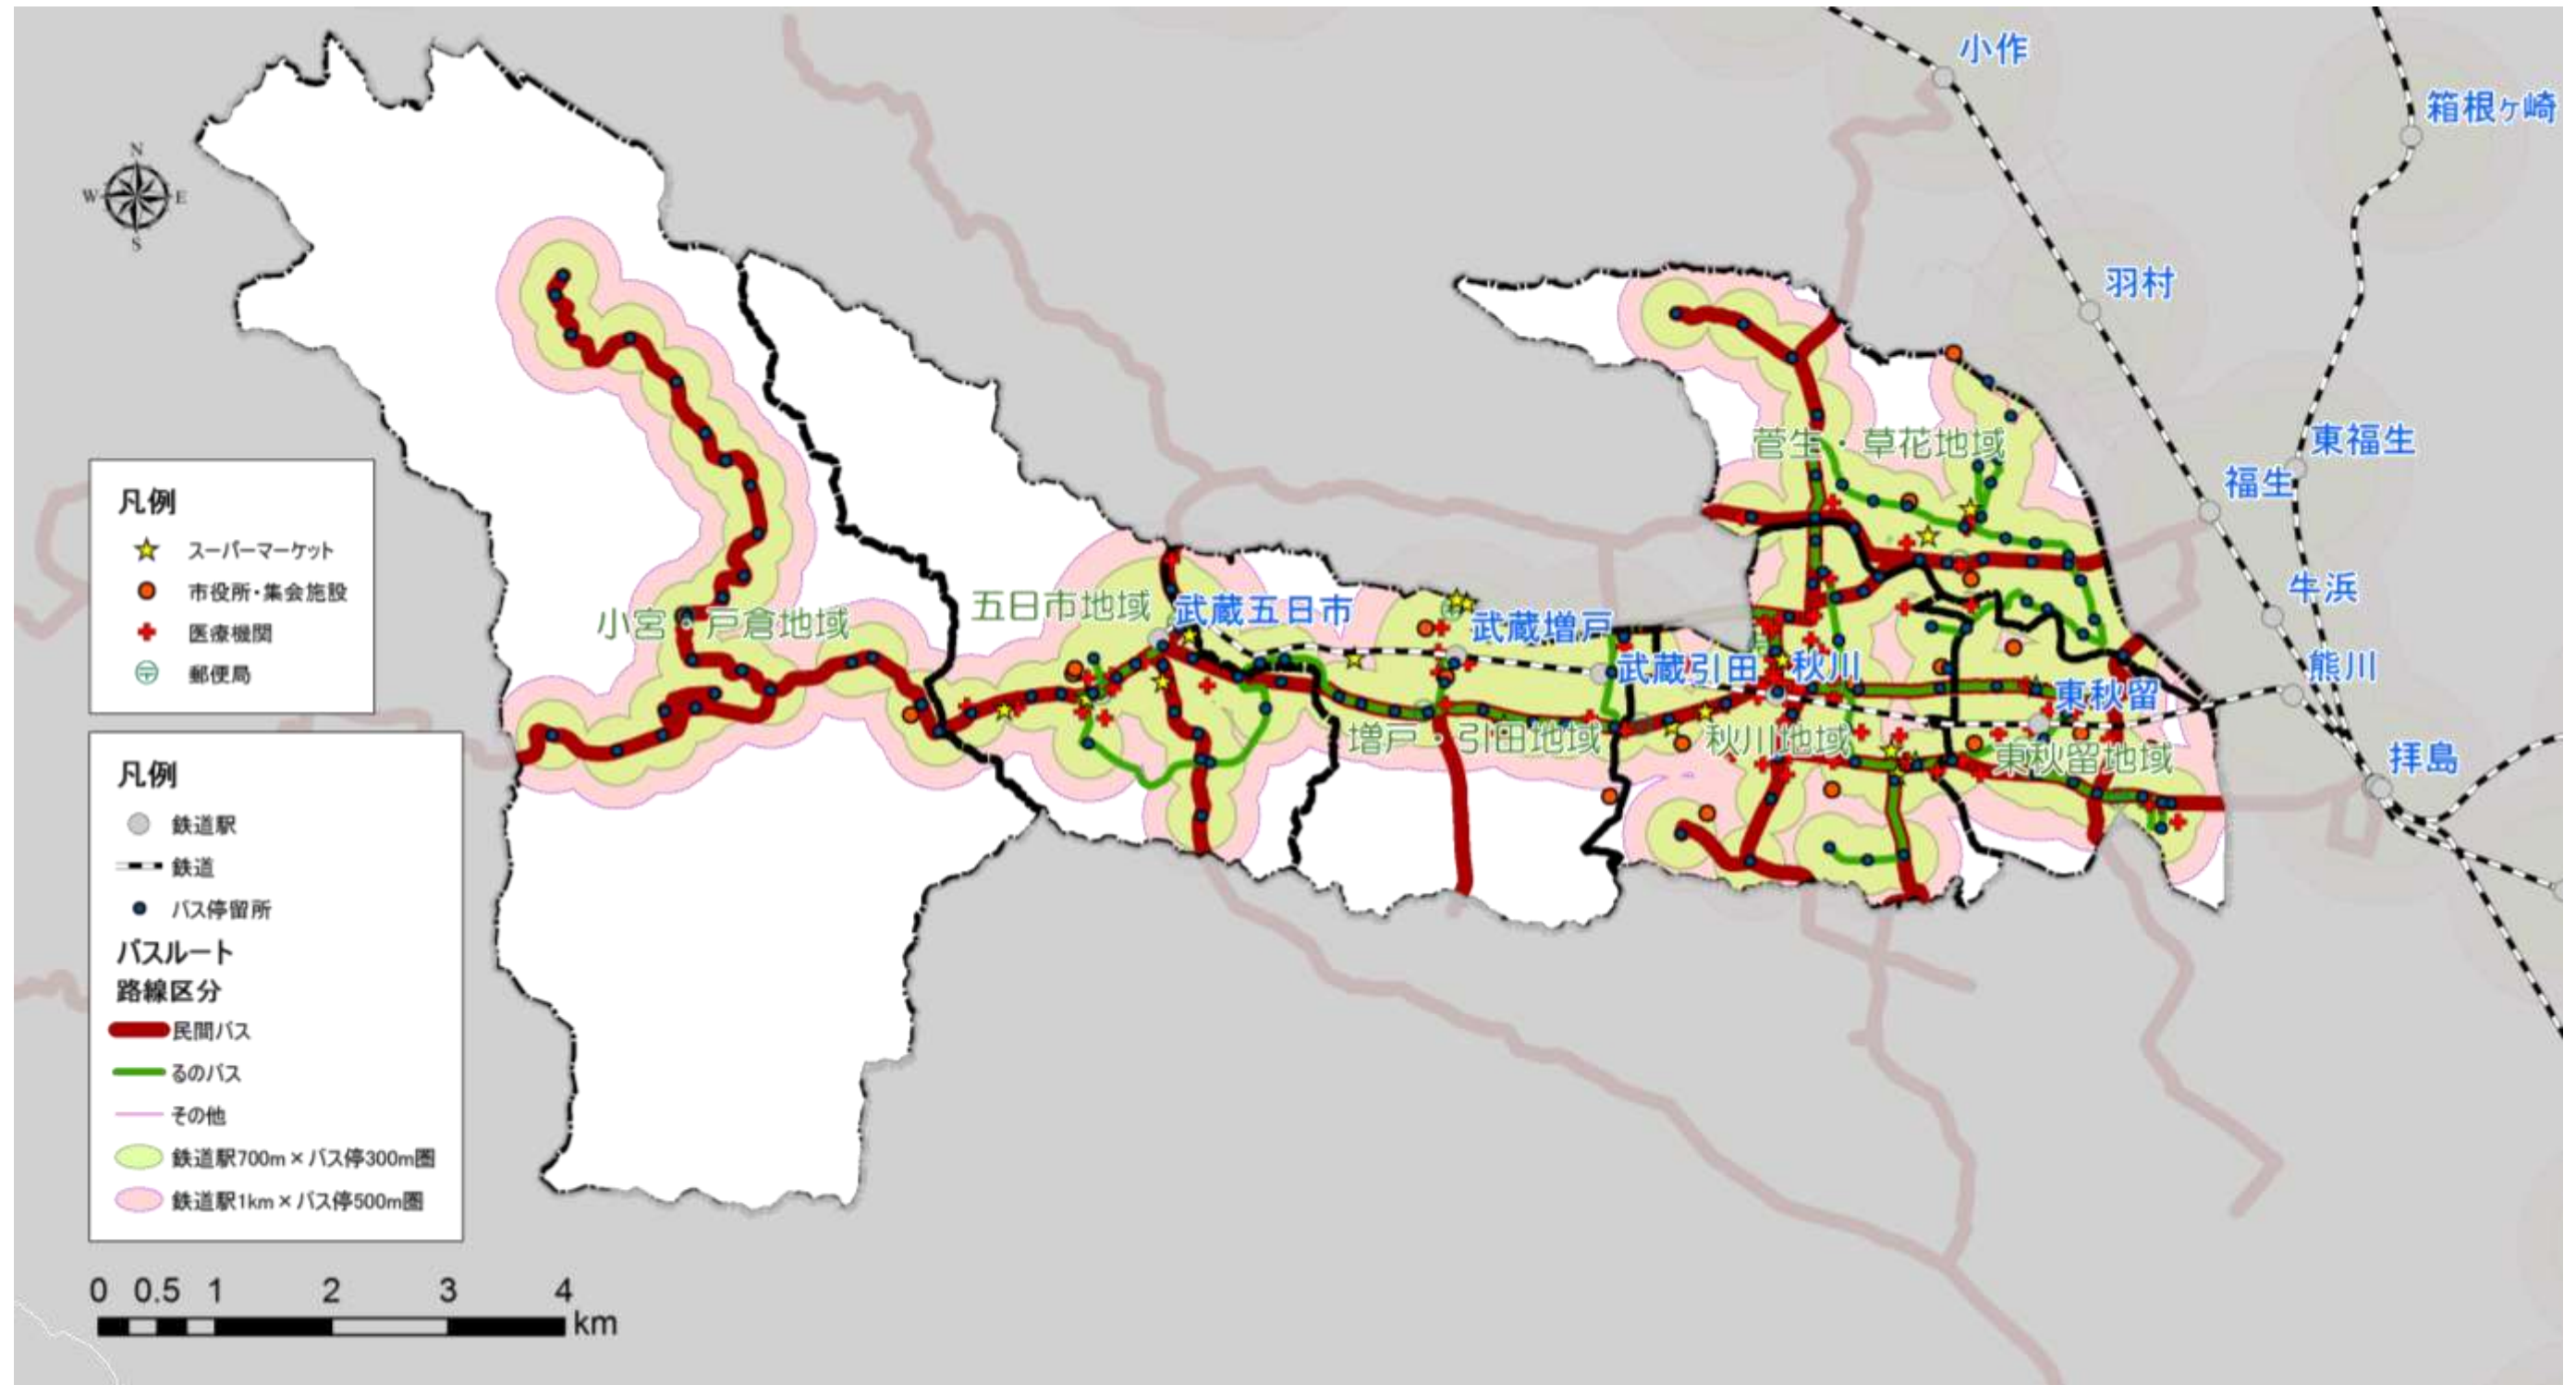 小作
箱根ヶ崎
N
W
E
S
羽村
東福生
福生
菅生・草花地域
牛浜
五日市地域
武蔵五日市
武蔵増戸
小宮・戸倉地域
武蔵引田
秋川
熊川
東秋留
増戸・引田地域
秋川地域
東秋留地域
拝島
凡例
スーパーマーケット
市役所・集会施設
医療機関
郵便局
凡例
鉄道駅
鉄道
バス停留所
バスルート
路線区分
民間バス
るのバス
その他
鉄道駅700m×バス停300m圏
鉄道駅1km×バス停500m圏
0 0.5 1 2 3 4
km